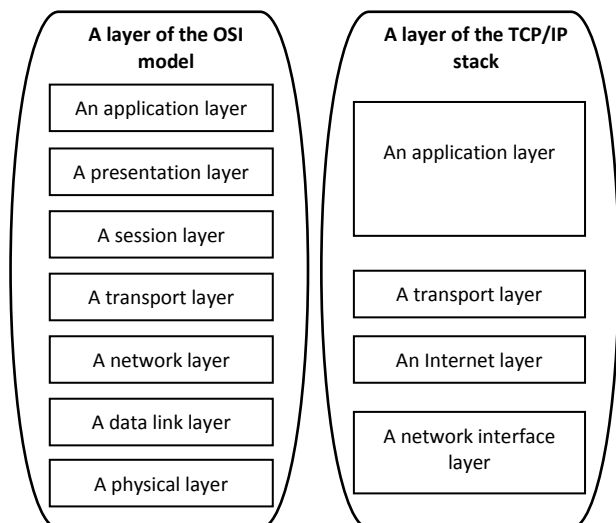 A layer of the OSI
model
An application layer
A presentation layer
A session layer
A transport layer
A network layer
A data link layer
A physical layer
A layer of the TCP/IP
stack
An application layer
A transport layer
An Internet layer
A network interface
layer